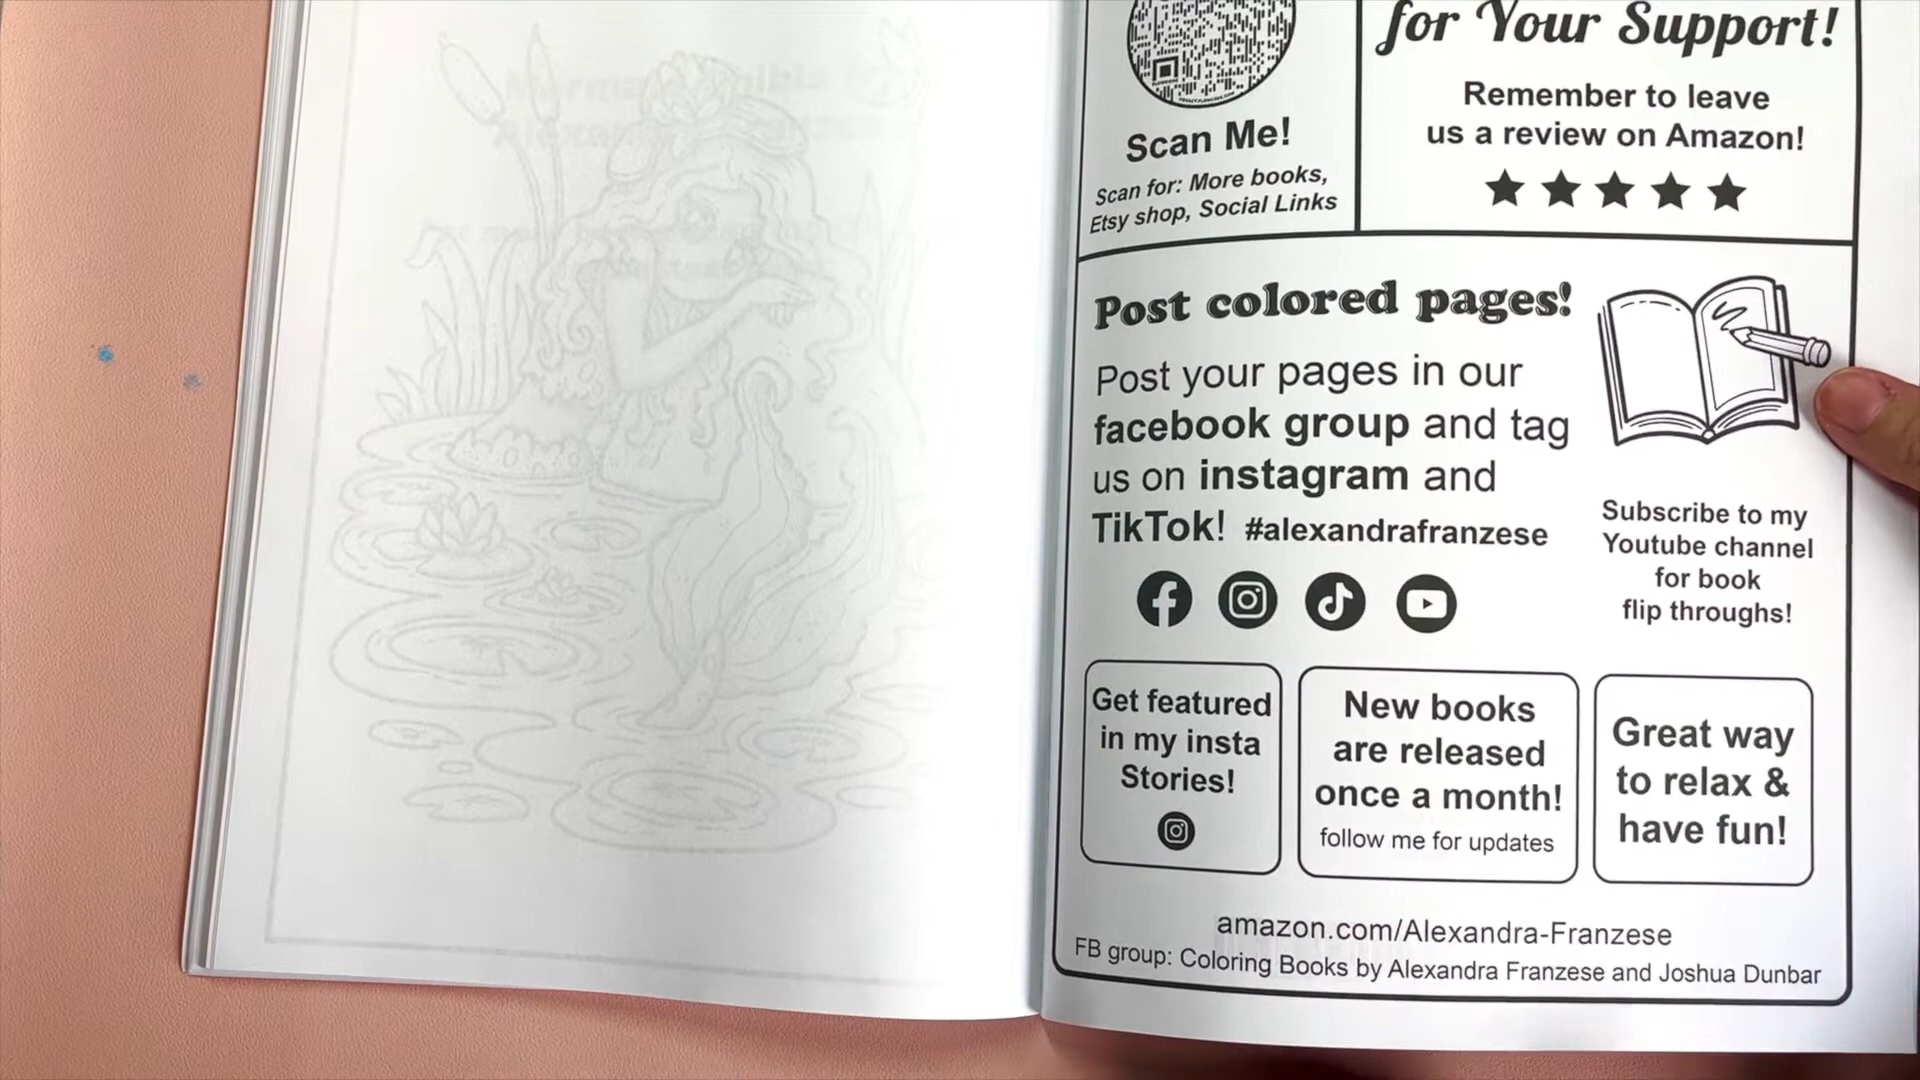 for Your Support!
Remember to leave
us a review on Amazon!
Scan Me!
Scan for: More books,
Etsy shop, Social Links
Post colored pages!
Post your pages in our
facebook group and tag
us on instagram and
TikTok! #alexandrafranzese
Subscribe to my
Youtube channel
for book
flip throughs!
Get featured
in my insta
Stories!
New books
are released
once a month!
follow me for updates
Great way
to relax &
have fun!
amazon.com/Alexandra-Franzese
FB group: Coloring Books by Alexandra Franzese and Joshua Dunbar